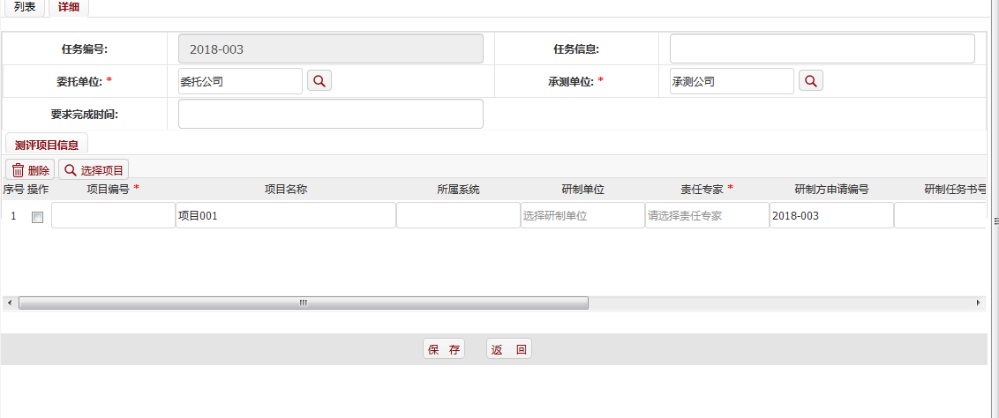 列表 详细
任务编号: 2018-003 任务信息:
委托单位: * 委托公司 承测单位: * 承测公司
要求完成时间:
测评项目信息
删除 选择项目
序号 操作 项目编号 * 项目名称 所属系统 研制单位 责任专家 * 研制方申请编号 研制任务书号
1 项目001 选择研制单位 请选择责任专家 2018-003
保 存 返 回